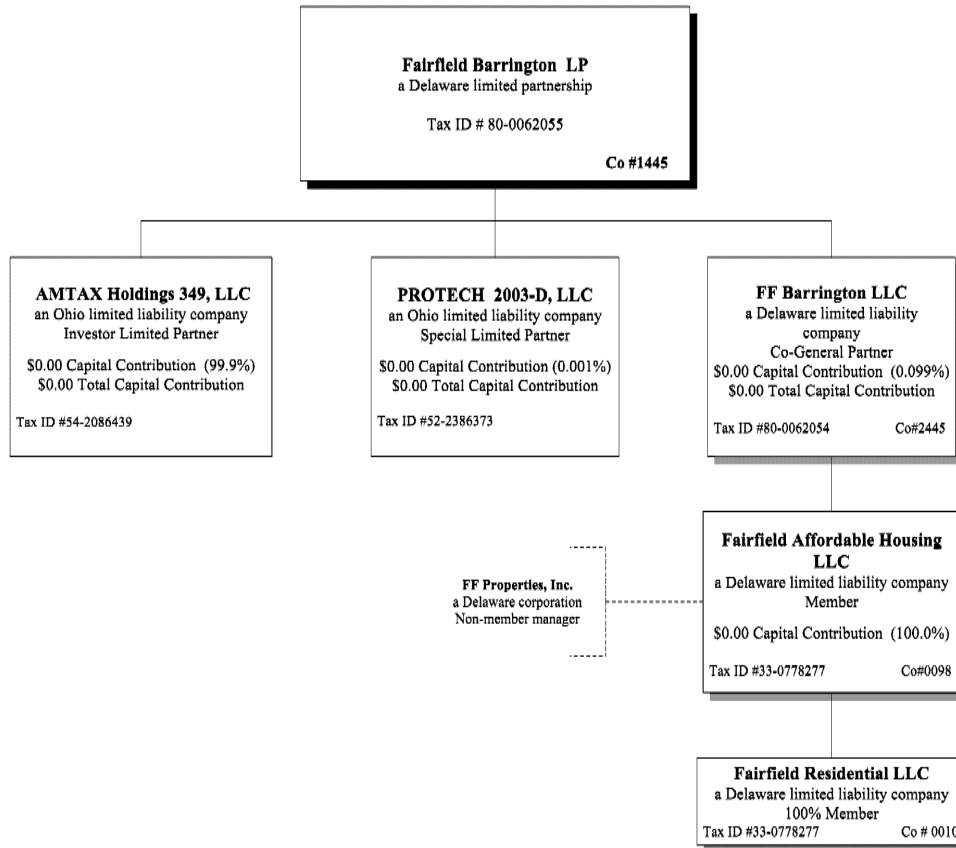 Fairfield Barrington LP
a Delaware limited partnership
Tax ID # 80-0062055
Co #1445
AMTAX Holdings 349, LLC
an Ohio limited liability company
Investor Limited Partner
$0.00 Capital Contribution (99.9%)
$0.00 Total Capital Contribution
Tax ID #54-2086439
PROTECH 2003-D, LLC
an Ohio limited liability company
Special Limited Partner
$0.00 Capital Contribution (0.001%)
$0.00 Total Capital Contribution
Tax ID #52-2386373
FF Barrington LLC
a Delaware limited liability
company
Co-General Partner
$0.00 Capital Contribution (0.099%)
$0.00 Total Capital Contribution
Tax ID #80-0062054 Co#2445
Fairfield Affordable Housing
LLC
a Delaware limited liability company
Member
$0.00 Capital Contribution (100.0%)
Tax ID #33-0778277 Co#0098
FF Properties, Inc.
a Delaware corporation
Non-member manager
Fairfield Residential LLC
a Delaware limited liability company
100% Member
Tax ID #33-0778277 Co # 0010